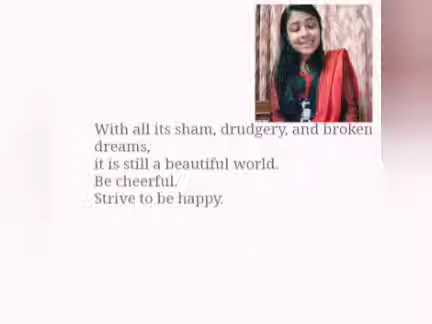 With all its sham, drudgery, and broken
dreams,
it is still a beautiful world.
Be cheerful.
Strive to be happy.